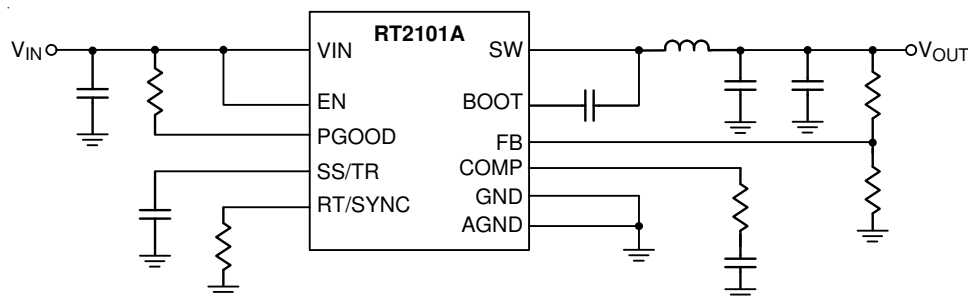 RT2101A
VIN
VIN
EN
PGOOD
SS/TR
RT/SYNC
SW
BOOT
FB
COMP
GND
AGND
VOUT